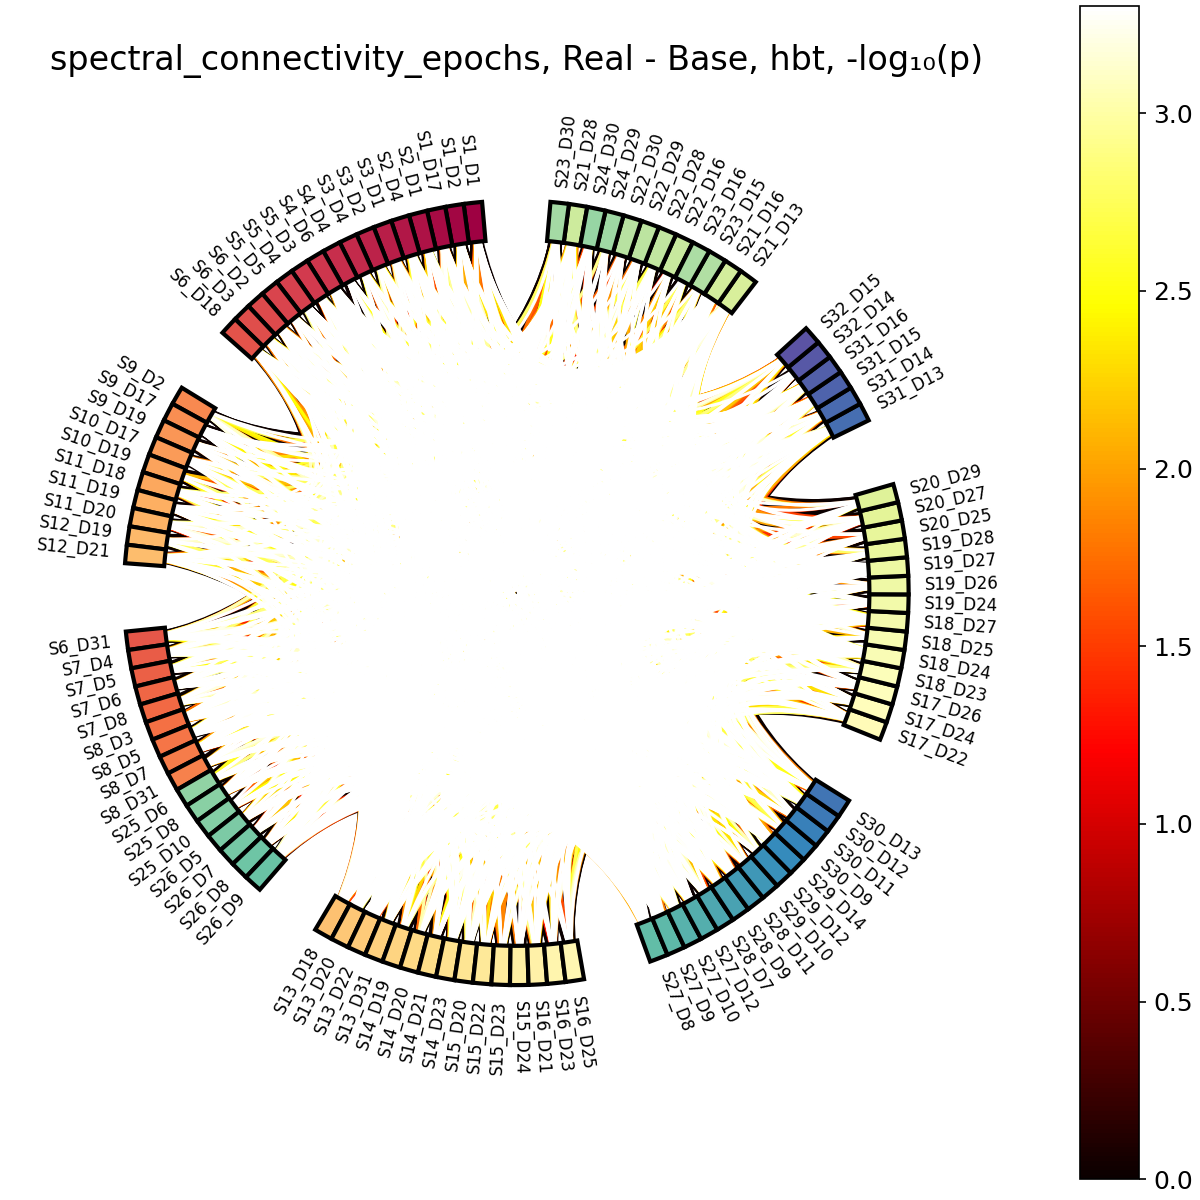 spectral_connectivity_epochs, Real - Base, hbt, -log₁₀(p)
S1_D1
S1_D2
S1_D17
S2_D1
S2_D4
S3_D1
S3_D2
S3_D4
S4_D4
S4_D6
S5_D3
S5_D4
S5_D5
S6_D2
S6_D3
S6_D18
S9_D2
S9_D17
S9_D19
S10_D17
S10_D19
S11_D18
S11_D19
S11_D20
S12_D19
S12_D21
S6_D31
S7_D4
S7_D5
S7_D6
S7_D8
S8_D3
S8_D5
S8_D7
S8_D31
S25_D6
S25_D8
S25_D10
S26_D5
S26_D7
S26_D8
S26_D9
S13_D18
S13_D20
S13_D22
S13_D31
S14_D19
S14_D20
S14_D21
S14_D23
S15_D20
S15_D22
S15_D23
S15_D24
S16_D21
S16_D23
S16_D25
S27_D8
S27_D9
S27_D10
S27_D12
S28_D7
S28_D9
S28_D11
S29_D10
S29_D12
S29_D14
S30_D9
S30_D11
S30_D12
S30_D13
S17_D22
S17_D24
S17_D26
S18_D23
S18_D24
S18_D25
S18_D27
S19_D24
S19_D26
S19_D27
S19_D28
S20_D25
S20_D27
S20_D29
S31_D13
S31_D14
S31_D15
S31_D16
S32_D14
S32_D15
S21_D13
S21_D16
S23_D15
S23_D16
S22_D16
S22_D28
S22_D29
S22_D30
S24_D29
S24_D30
S21_D28
S23_D30
3.0
2.5
2.0
1.5
1.0
0.5
0.0